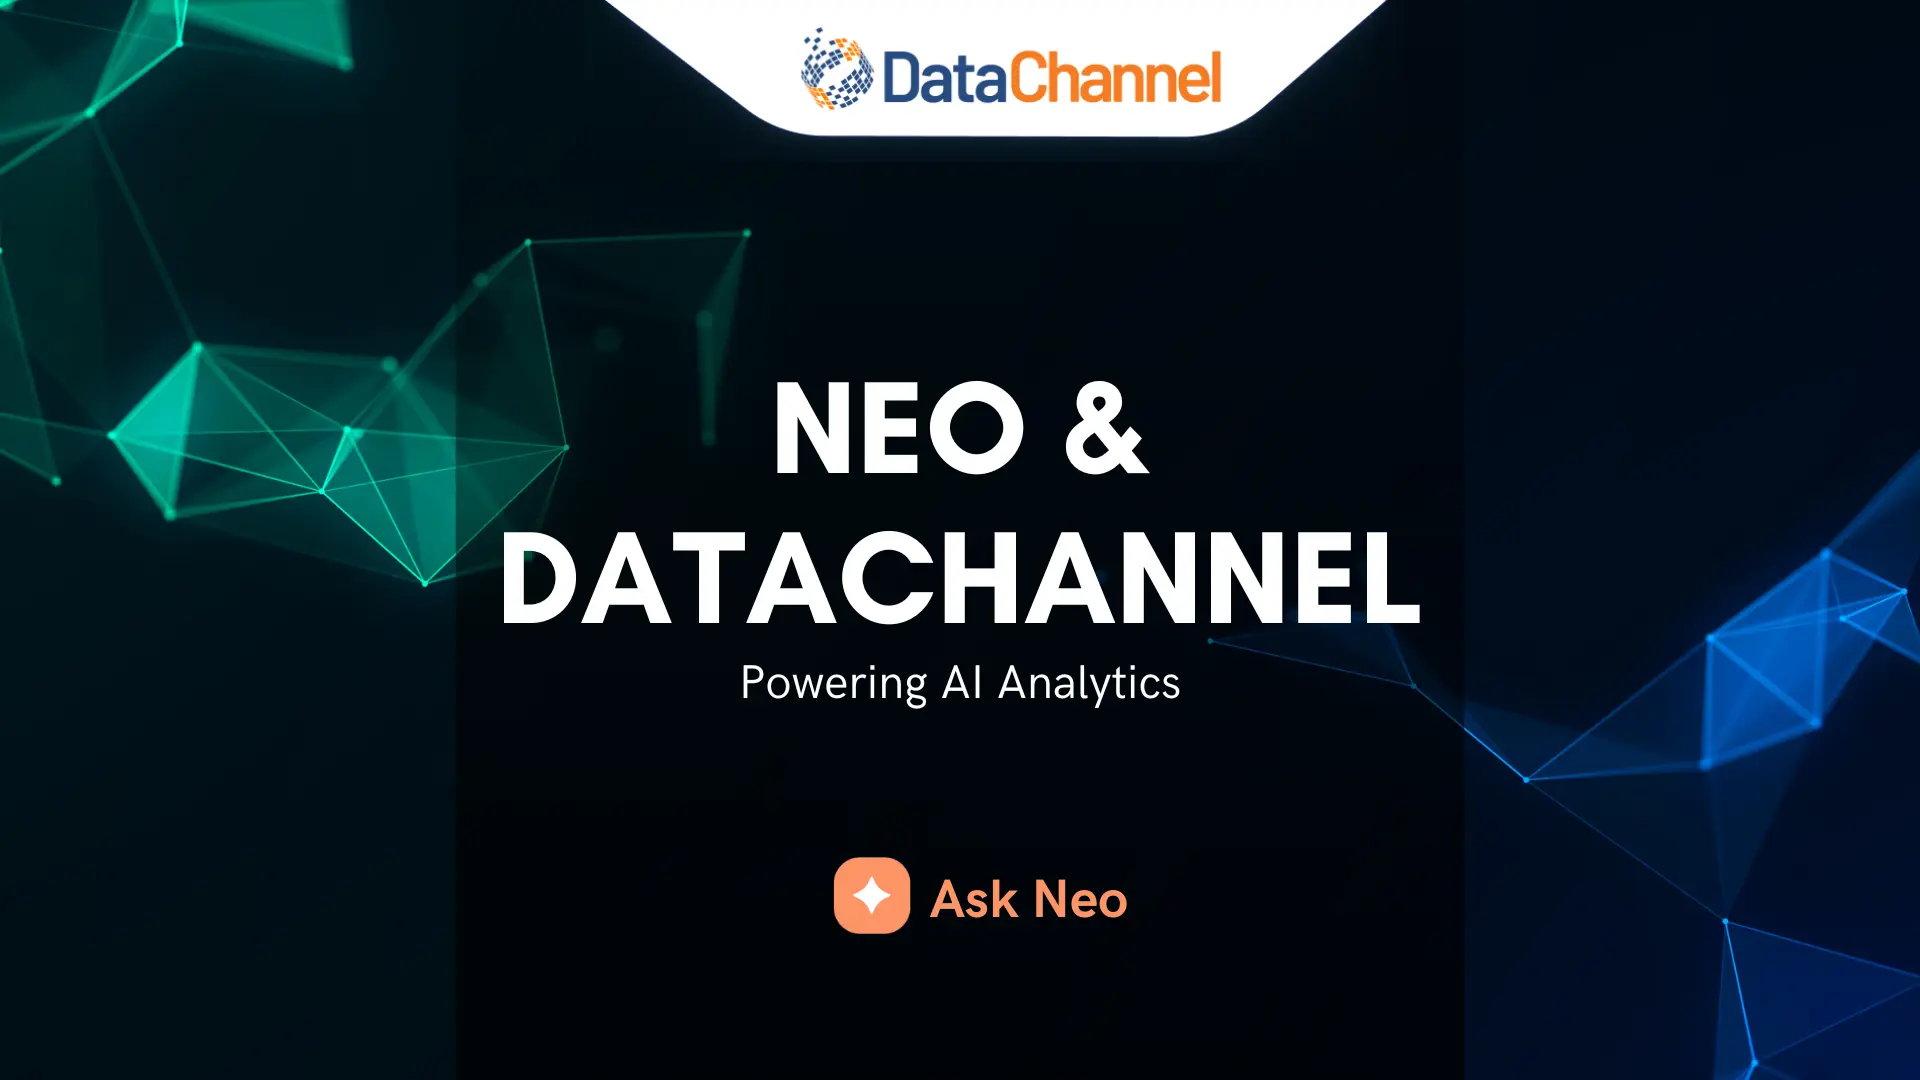 DataChannel
NEO &
DATACHANNEL
Powering AI Analytics
Ask Neo